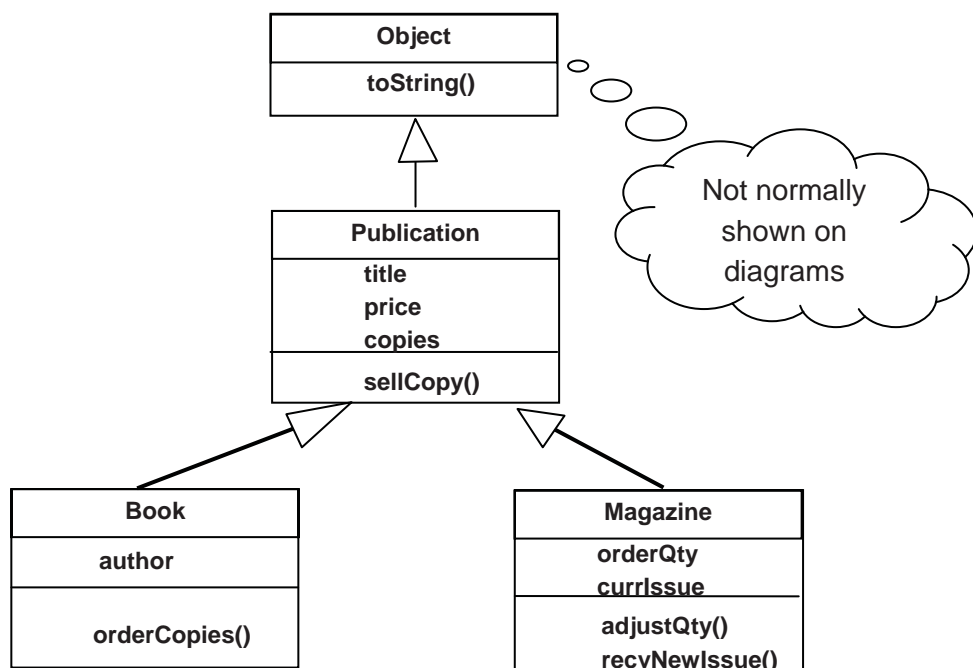 Object
toString()
Not normally
shown on
diagrams
Publication
title
price
copies
sellCopy()
Book
author
orderCopies()
Magazine
orderQty
currIssue
adjustQty()
recvNewIssue()